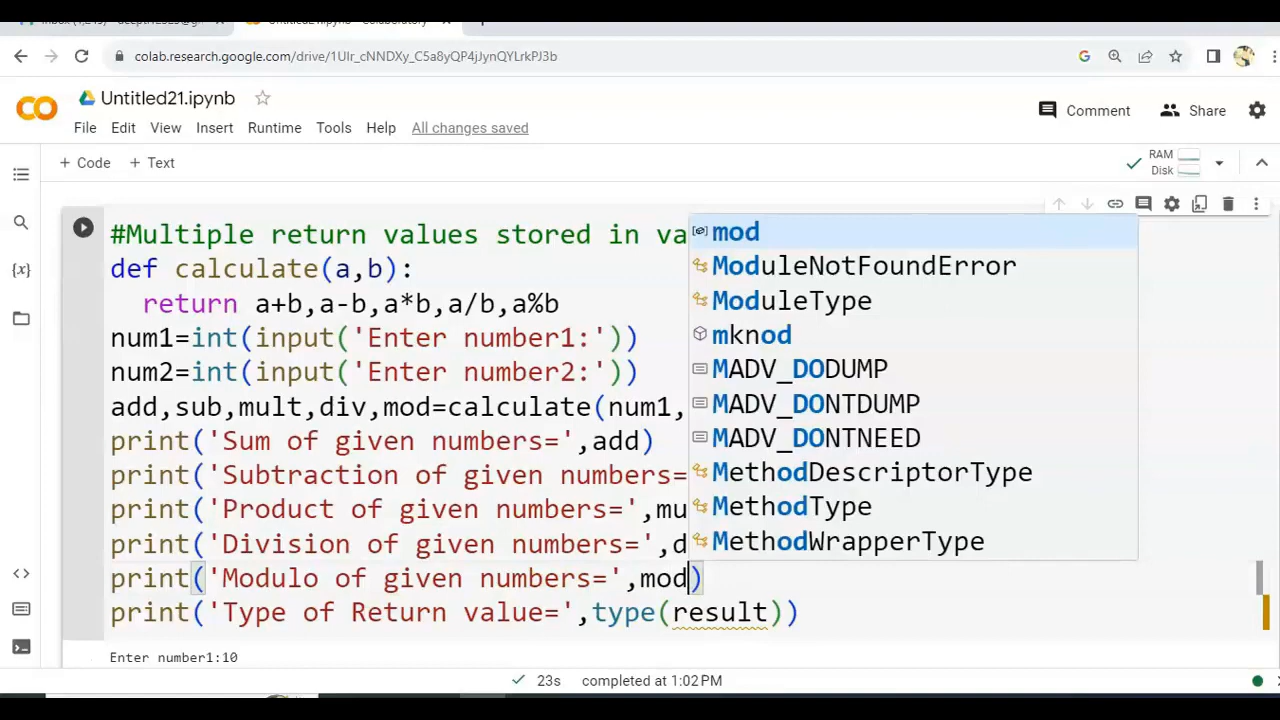 colab.research.google.com/drive/1UIr_cNNDXy_C5a8yQP4jJynQYLrkPJ3b
Untitled21.ipynb
Comment
Share
File Edit View Insert Runtime Tools Help All changes saved
+ Code + Text
RAM
Disk
#Multiple return values stored in va
def calculate(a,b):
return a+b,a-b,a*b,a/b,a%b
num1=int(input('Enter number1:'))
num2=int(input('Enter number2:'))
add,sub,mult,div,mod=calculate(num1,
print('Sum of given numbers=',add)
print('Subtraction of given numbers=
print('Product of given numbers=',mu
print('Division of given numbers=',d
print('Modulo of given numbers=',mod)
print('Type of Return value=',type(result))
mod
ModuleNotFoundError
ModuleType
mknod
MADV_DODUMP
MADV_DONTDUMP
MADV_DONTNEED
MethodDescriptorType
MethodType
MethodWrapperType
Enter number1:10
23s completed at 1:02 PM